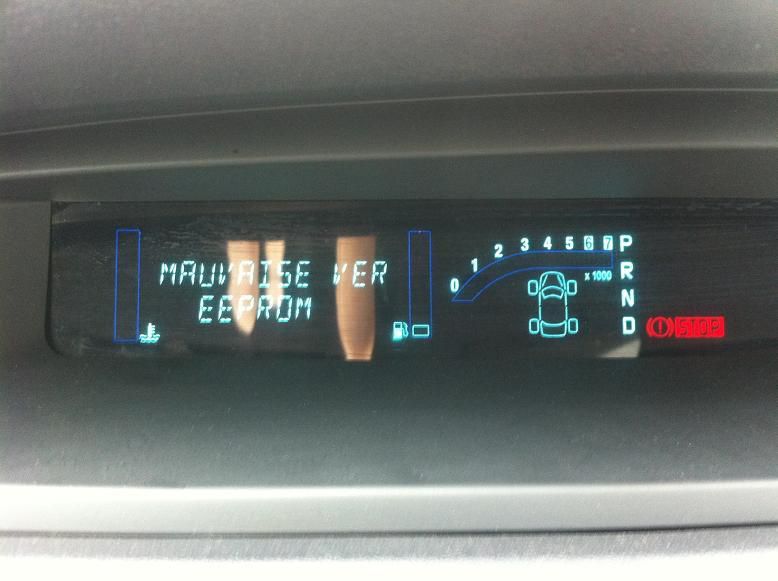 MAUVAISE VER
EEPROM
0 1 2 3 4 5 6 7
x 1000
P
R
N
D
STOP